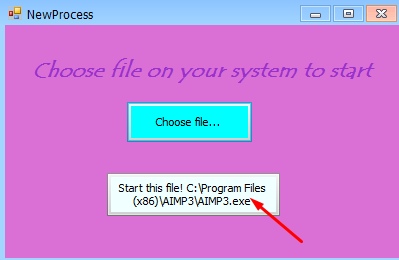 NewProcess
Choose file on your system to start
Choose file...
Start this file! C:\Program Files
(x86)\AIMP3\AIMP3.exe